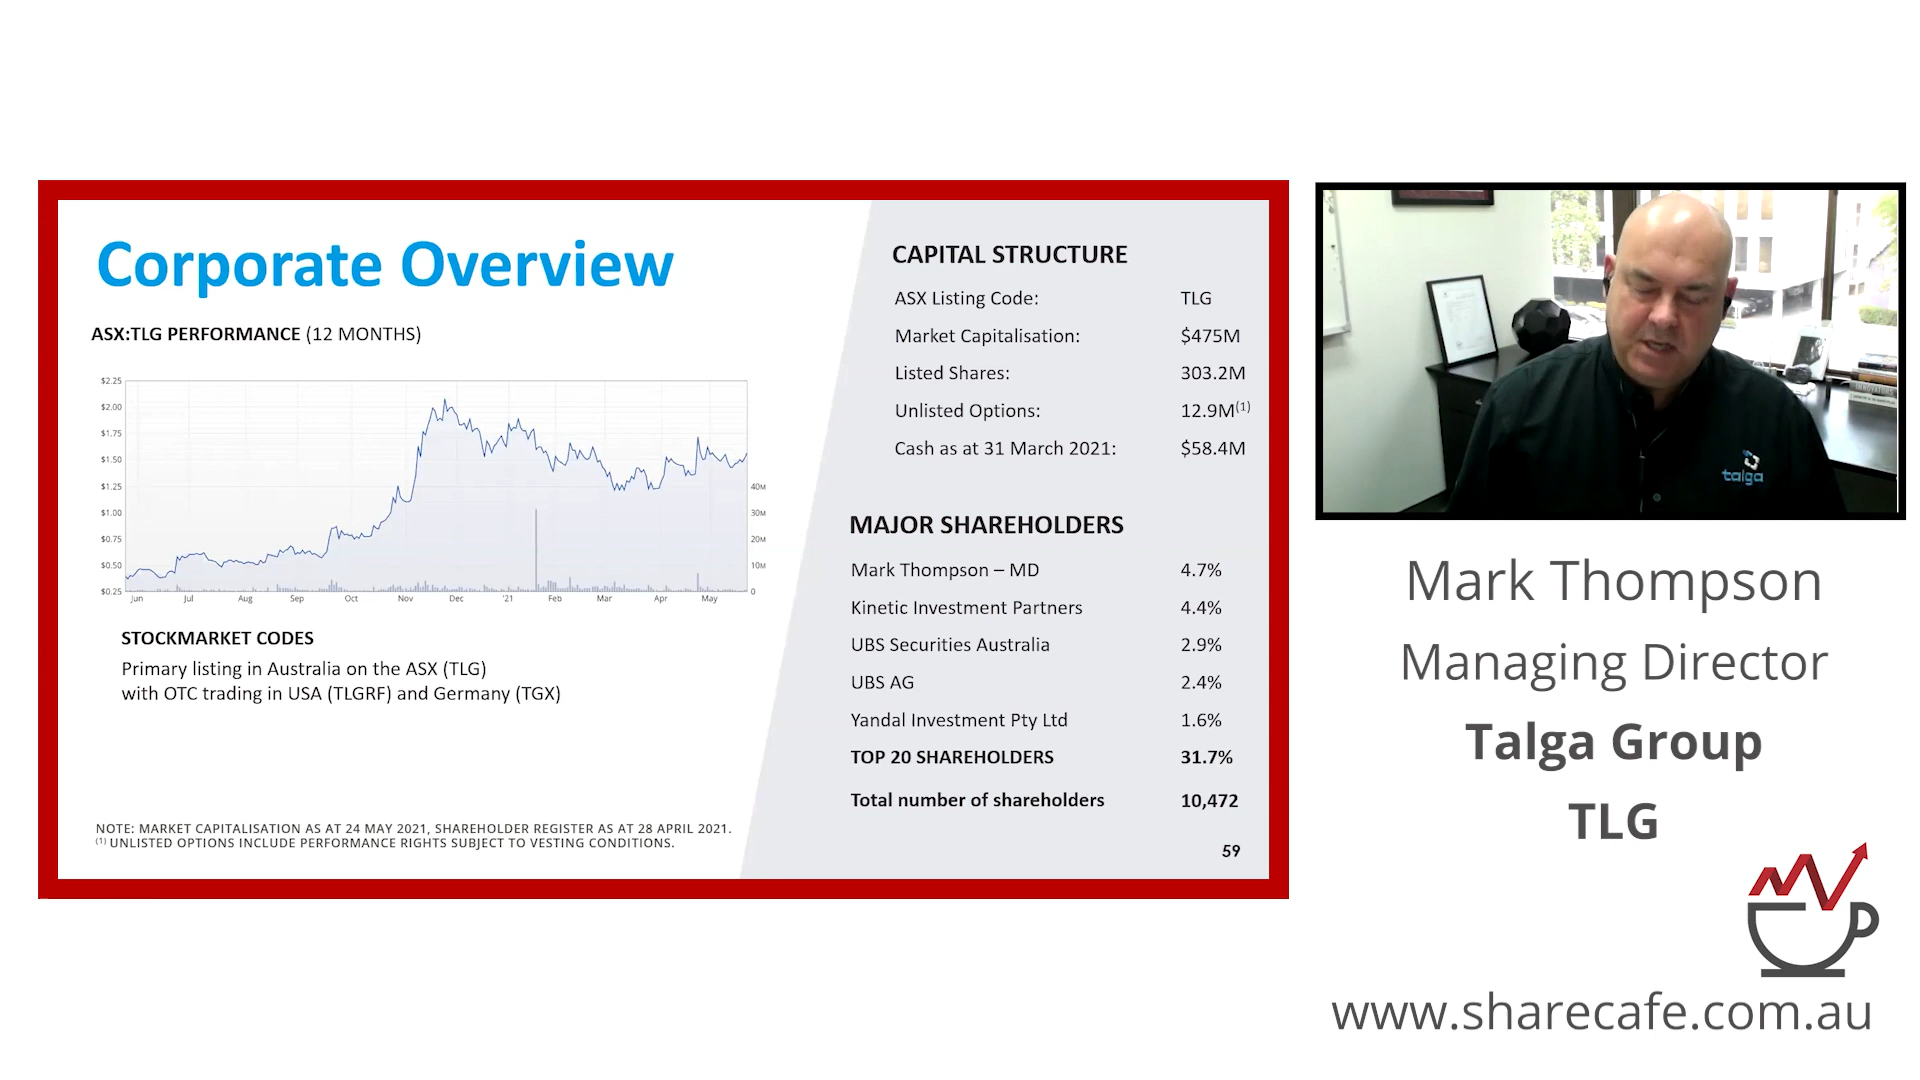 Corporate Overview
ASX:TLG PERFORMANCE (12 MONTHS)
$2.25
$2.00
$1.75
$1.50
$1.25
$1.00
$0.75
$0.50
$0.25
40M
30M
20M
10M
0
Jun Jul Aug Sep Oct Nov Dec '21 Feb Mar Apr May
STOCKMARKET CODES
Primary listing in Australia on the ASX (TLG)
with OTC trading in USA (TLGRF) and Germany (TGX)
NOTE: MARKET CAPITALISATION AS AT 24 MAY 2021, SHAREHOLDER REGISTER AS AT 28 APRIL 2021.
(1) UNLISTED OPTIONS INCLUDE PERFORMANCE RIGHTS SUBJECT TO VESTING CONDITIONS.
CAPITAL STRUCTURE
ASX Listing Code: TLG
Market Capitalisation: $475M
Listed Shares: 303.2M
Unlisted Options: 12.9M(1)
Cash as at 31 March 2021: $58.4M
MAJOR SHAREHOLDERS
Mark Thompson – MD 4.7%
Kinetic Investment Partners 4.4%
UBS Securities Australia 2.9%
UBS AG 2.4%
Yandal Investment Pty Ltd 1.6%
TOP 20 SHAREHOLDERS 31.7%
Total number of shareholders 10,472
59
talga
Mark Thompson
Managing Director
Talga Group
TLG
www.sharecafe.com.au